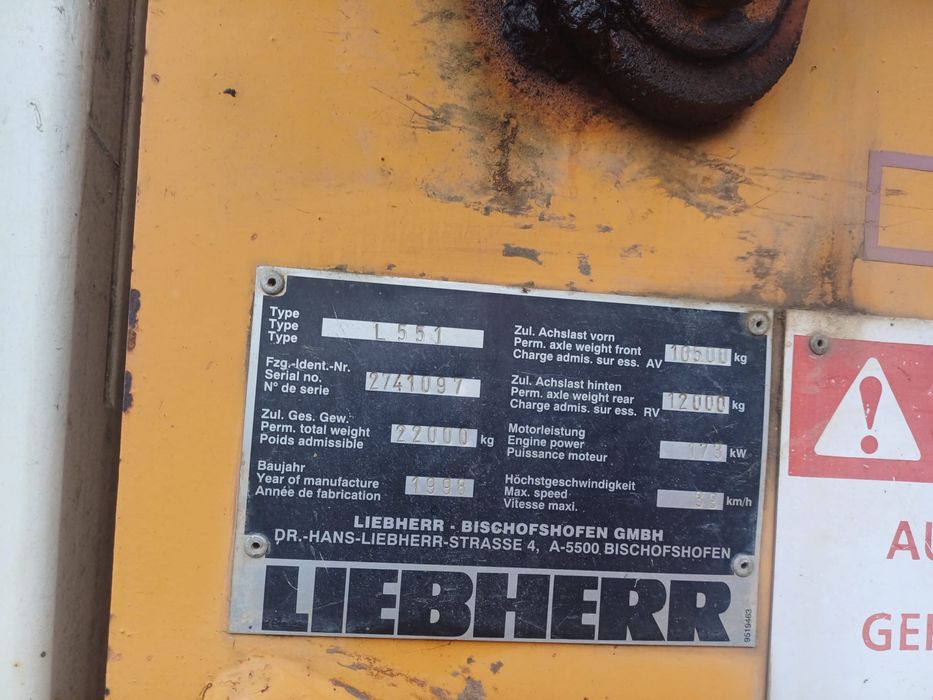 Type
Type
Type L 551
Fzg.-Ident.-Nr.
Serial no. 2741097
N° de serie
Zul. Ges. Gew.
Perm. total weight 22000 kg
Poids admissible
Baujahr
Year of manufacture 1998
Année de fabrication
Zul. Achslast vorn
Perm. axle weight front 10500 kg
Charge admis. sur ess. AV
Zul. Achslast hinten
Perm. axle weight rear 12000 kg
Charge admis. sur ess. RV
Motorleistung
Engine power 173 kW
Puissance moteur
Höchstgeschwindigkeit
Max. speed km/h
Vitesse maxi.
LIEBHERR - BISCHOFSHOFEN GMBH
DR.-HANS-LIEBHERR-STRASSE 4, A-5500 BISCHOFSHOFEN
LIEBHERR
9519463